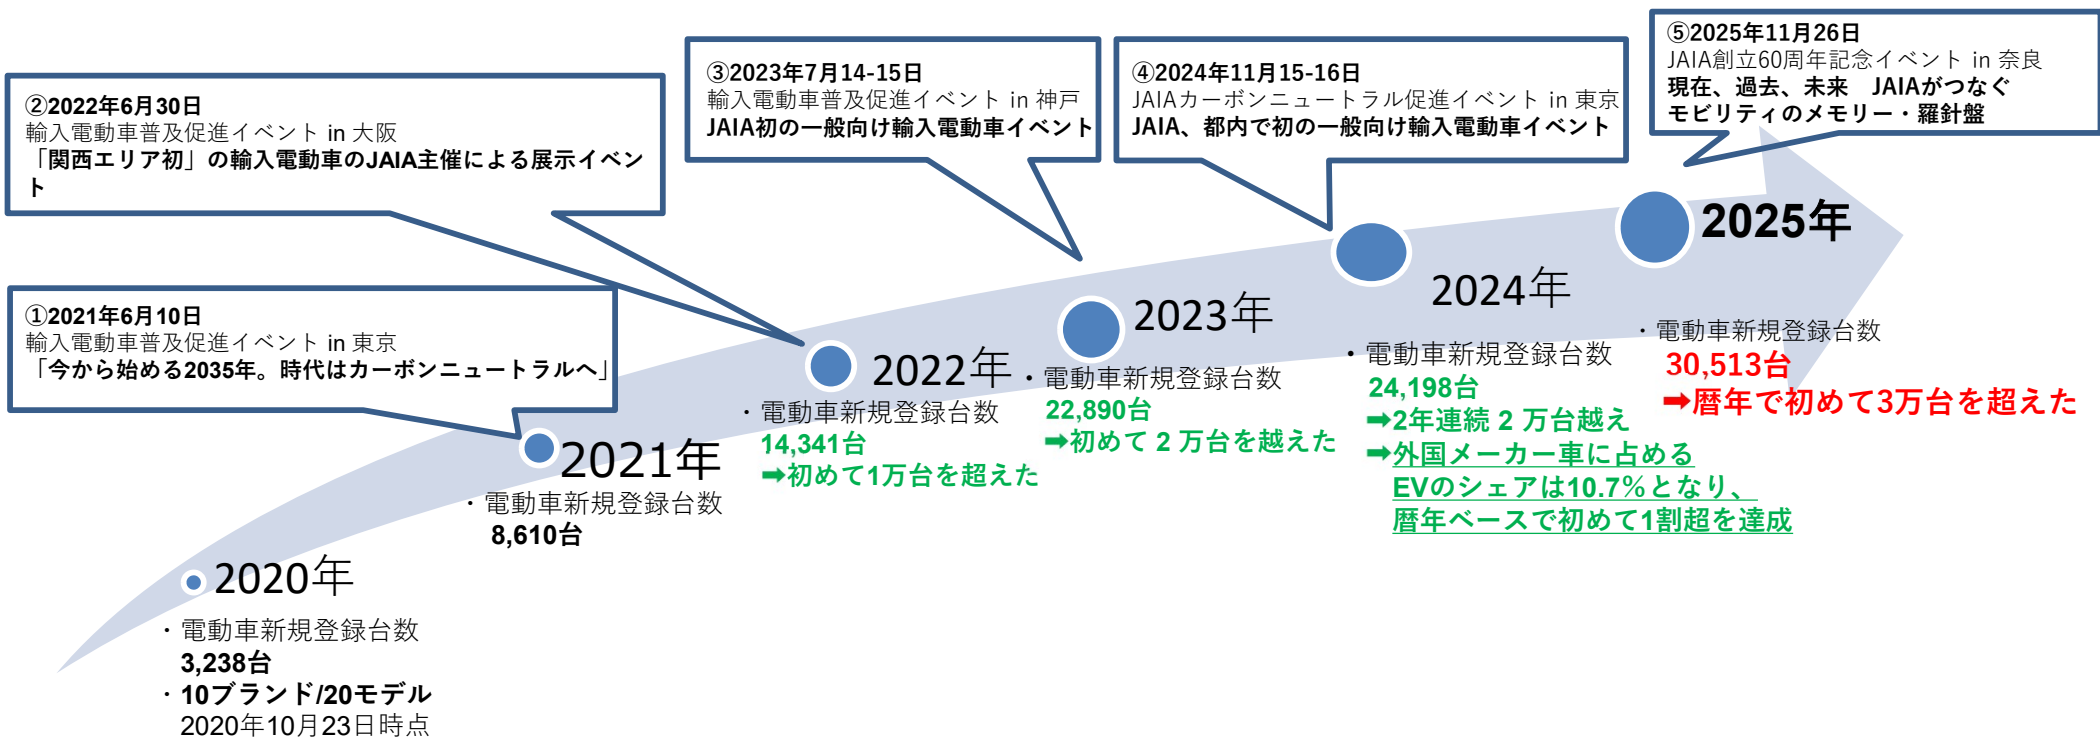 ①2021年6月10日
輸入電動車普及促進イベント in 東京
「今から始める2035年。時代はカーボンニュートラルへ」
②2022年6月30日
輸入電動車普及促進イベント in 大阪
「関西エリア初」の輸入電動車のJAIA主催による展示イベン
ト
③2023年7月14-15日
輸入電動車普及促進イベント in 神戸
JAIA初の一般向け輸入電動車イベント
④2024年11月15-16日
JAIAカーボンニュートラル促進イベント in 東京
JAIA、都内で初の一般向け輸入電動車イベント
⑤2025年11月26日
JAIA創立60周年記念イベント in 奈良
現在、過去、未来　JAIAがつなぐ
モビリティのメモリー・羅針盤
2020年
・電動車新規登録台数
3,238台
・10ブランド/20モデル
2020年10月23日時点
2021年
・電動車新規登録台数
8,610台
2022年
・電動車新規登録台数
14,341台
➡初めて1万台を超えた
2023年
・電動車新規登録台数
22,890台
➡初めて２万台を越えた
2024年
・電動車新規登録台数
24,198台
➡2年連続２万台越え
➡外国メーカー車に占める
EVのシェアは10.7％となり、
暦年ベースで初めて1割超を達成
2025年
・電動車新規登録台数
30,513台
➡暦年で初めて3万台を超えた